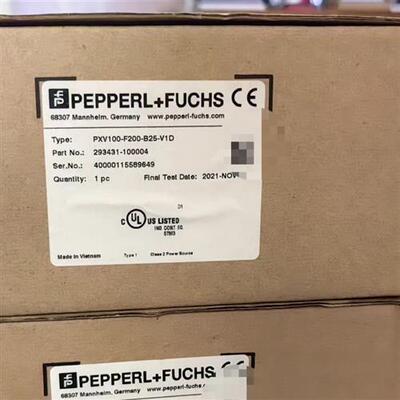 PEPPERL+FUCHS CE
68307 Mannheim, Germany www.pepperl-fuchs.com
Type: PXV100-F200-B25-V1D
Part No.: 293431-100004
Ser.No.: 40000115589649
Quantity: 1 pc Final Test Date: 2021-NOV
D1
C UL US LISTED
IND. CONT. EQ.
57M3
Made in Vietnam Type 1 Class 2 Power Source
PEPPERL+FUCHS
68307 Mannheim, Germany www.pepperl-fuchs.